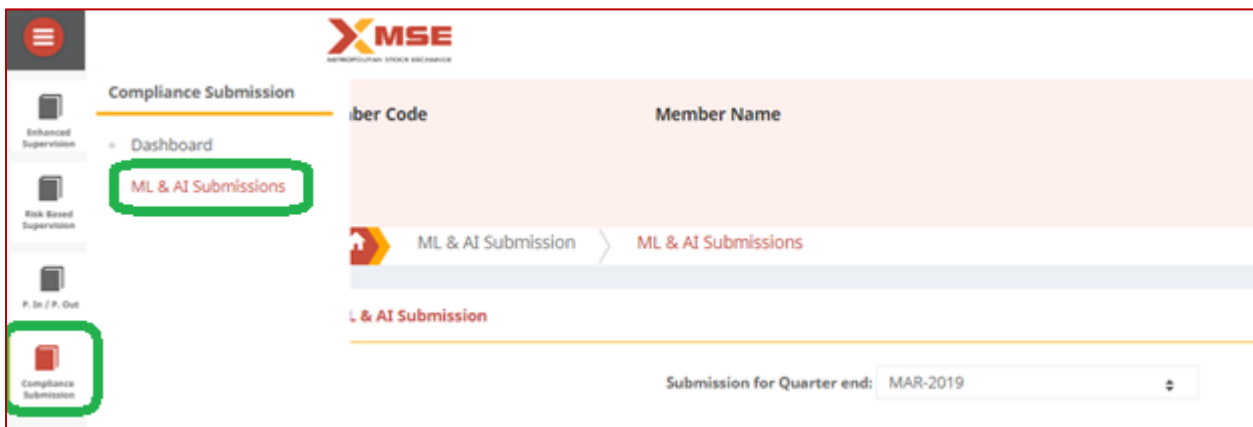 MSE
METROPOLITAN STOCK EXCHANGE
Enhanced
Supervision
Risk Based
Supervision
P. In / P. Out
Compliance
Submission
Compliance Submission
Dashboard
ML & AI Submissions
ber Code
Member Name
ML & AI Submission
ML & AI Submissions
& AI Submission
Submission for Quarter end: MAR-2019